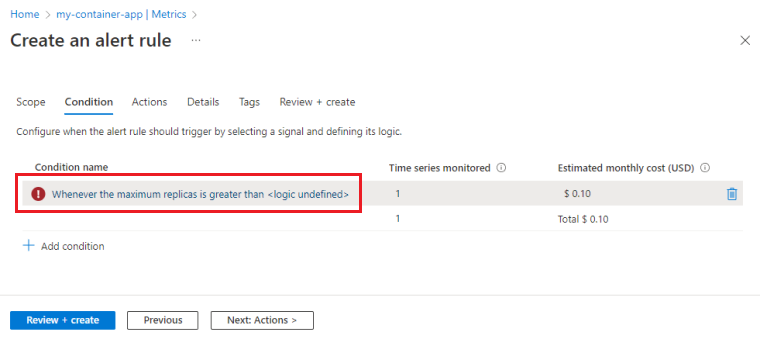 Home > my-container-app | Metrics >
Create an alert rule ...
Scope Condition Actions Details Tags Review + create
Configure when the alert rule should trigger by selecting a signal and defining its logic.
Condition name Time series monitored Estimated monthly cost (USD)
Whenever the maximum replicas is greater than <logic undefined> 1 $ 0.10
1 Total $ 0.10
+ Add condition
Review + create Previous Next: Actions >